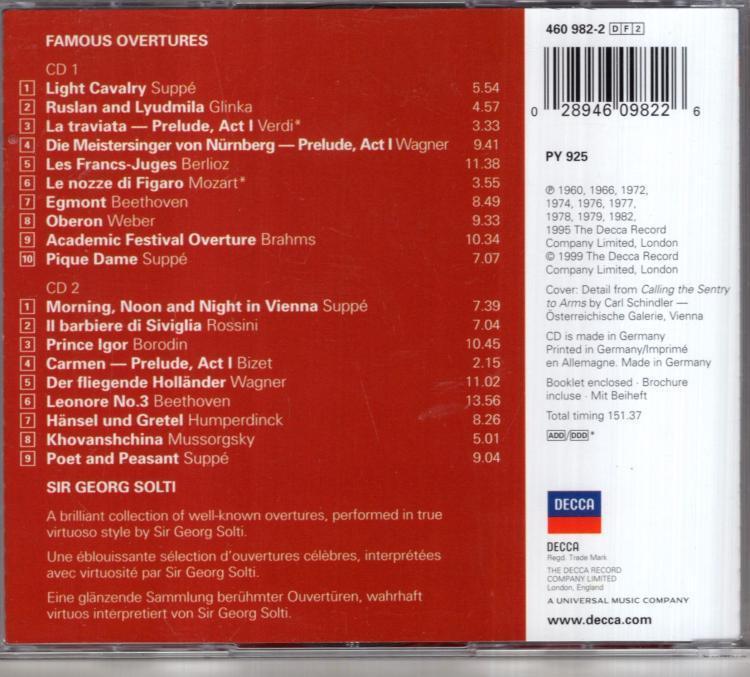 FAMOUS OVERTURES
CD 1
1 Light Cavalry Suppé 5.54
2 Ruslan and Lyudmila Glinka 4.57
3 La traviata — Prelude, Act I Verdi* 3.33
4 Die Meistersinger von Nürnberg — Prelude, Act I Wagner 9.41
5 Les Francs-Juges Berlioz 11.38
6 Le nozze di Figaro Mozart* 3.55
7 Egmont Beethoven 8.49
8 Oberon Weber 9.33
9 Academic Festival Overture Brahms 10.34
10 Pique Dame Suppé 7.07
CD 2
1 Morning, Noon and Night in Vienna Suppé 7.39
2 Il barbiere di Siviglia Rossini 7.04
3 Prince Igor Borodin 10.45
4 Carmen — Prelude, Act I Bizet 2.15
5 Der fliegende Holländer Wagner 11.02
6 Leonore No.3 Beethoven 13.56
7 Hänsel und Gretel Humperdinck 8.26
8 Khovanshchina Mussorgsky 5.01
9 Poet and Peasant Suppé 9.04
SIR GEORG SOLTI
A brilliant collection of well-known overtures, performed in true
virtuoso style by Sir Georg Solti.
Une éblouissante sélection d'ouvertures célèbres, interprétées
avec virtuosité par Sir Georg Solti.
Eine glänzende Sammlung berühmter Ouvertüren, wahrhaft
virtuos interpretiert von Sir Georg Solti.
460 982-2 DF2
0 28946 09822 6
PY 925
℗ 1960, 1966, 1972,
1974, 1976, 1977,
1978, 1979, 1982,
1995 The Decca Record
Company Limited, London
© 1999 The Decca Record
Company Limited, London
Cover: Detail from Calling the Sentry
to Arms by Carl Schindler —
Österreichische Galerie, Vienna
CD is made in Germany
Printed in Germany/Imprimé
en Allemagne. Made in Germany
Booklet enclosed · Brochure
incluse · Mit Beiheft
Total timing 151.37
ADD/DDD*
DECCA
DECCA
Regd. Trade Mark
THE DECCA RECORD
COMPANY LIMITED
London, England
A UNIVERSAL MUSIC COMPANY
www.decca.com